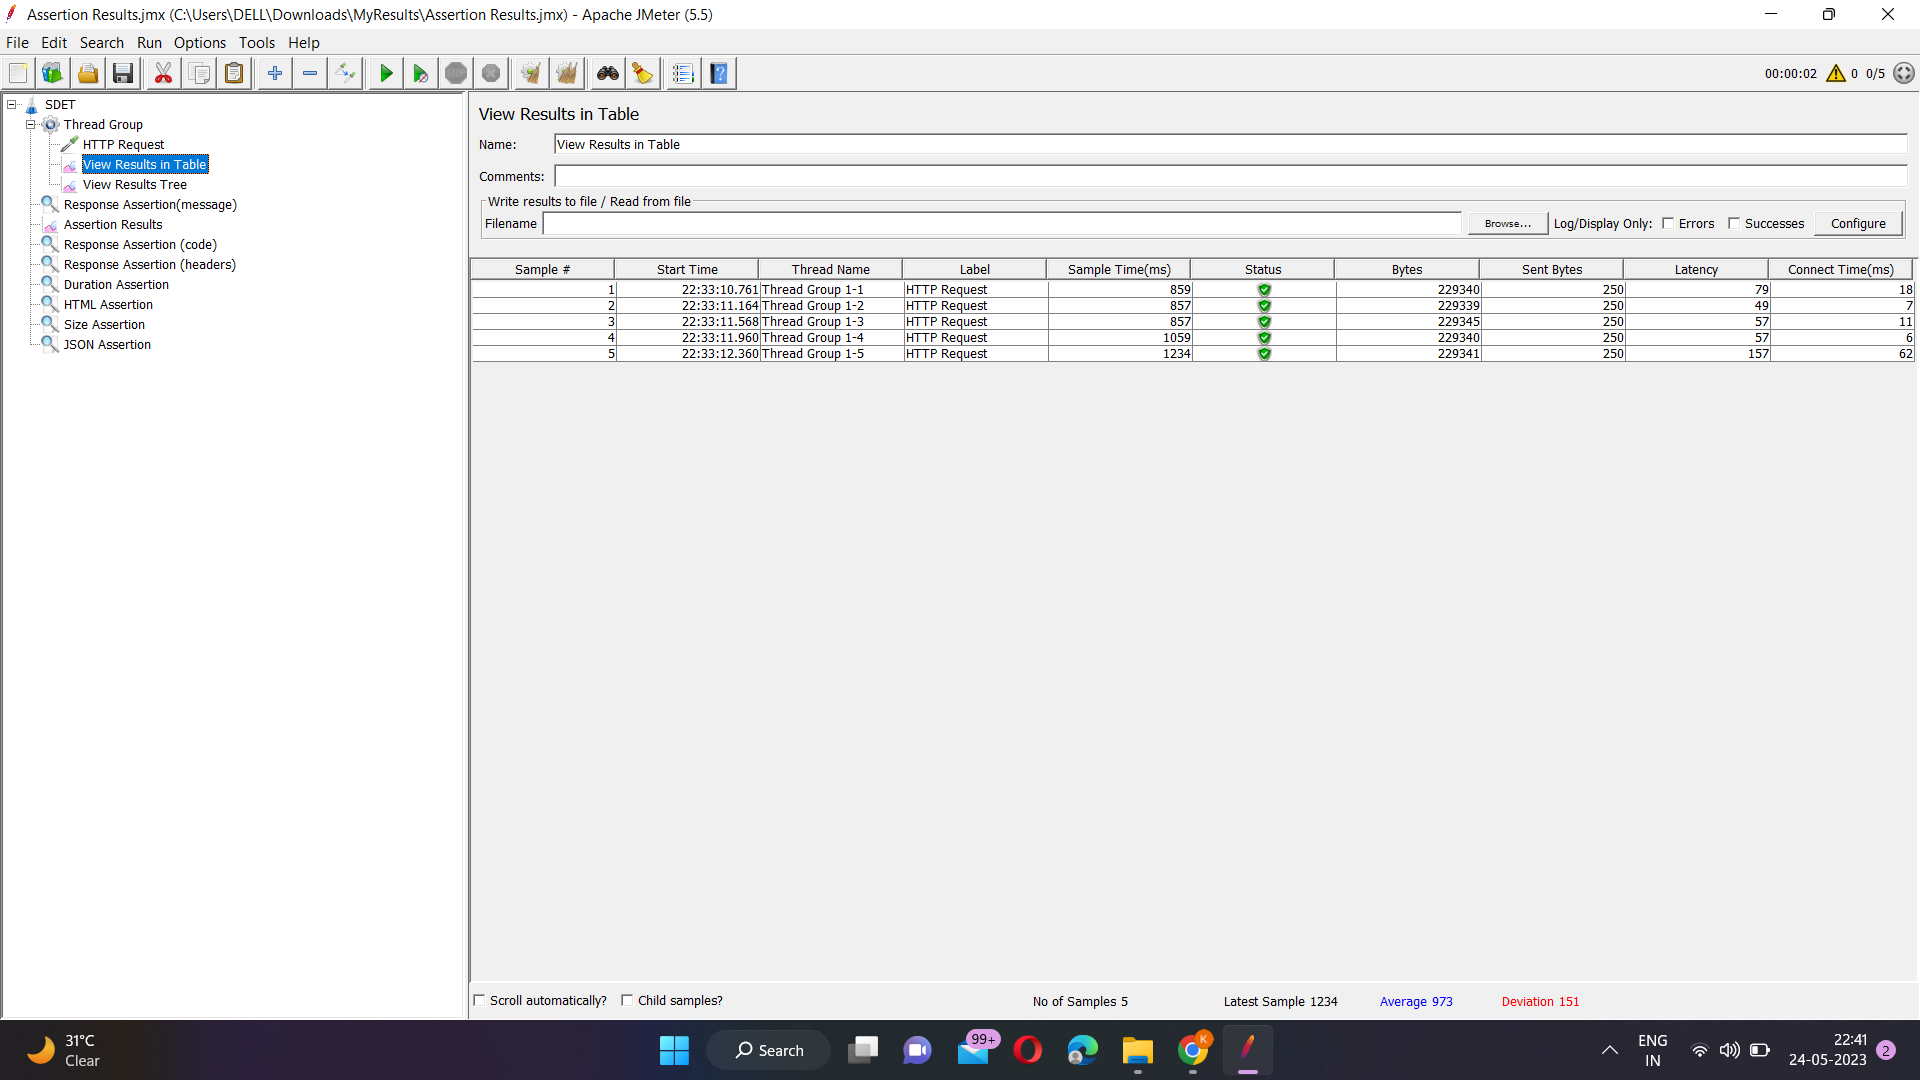 Assertion Results.jmx (C:\Users\DELL\Downloads\MyResults\Assertion Results.jmx) - Apache JMeter (5.5)
File Edit Search Run Options Tools Help
STOP
00:00:02 0 0/5
SDET
Thread Group
HTTP Request
View Results in Table
View Results Tree
Response Assertion(message)
Assertion Results
Response Assertion (code)
Response Assertion (headers)
Duration Assertion
HTML Assertion
Size Assertion
JSON Assertion
View Results in Table
Name: View Results in Table
Comments:
Write results to file / Read from file
Filename Browse... Log/Display Only: Errors Successes Configure
Sample # Start Time Thread Name Label Sample Time(ms) Status Bytes Sent Bytes Latency Connect Time(ms)
1 22:33:10.761 Thread Group 1-1 HTTP Request 859 229340 250 79 18
2 22:33:11.164 Thread Group 1-2 HTTP Request 857 229339 250 49 7
3 22:33:11.568 Thread Group 1-3 HTTP Request 857 229345 250 57 11
4 22:33:11.960 Thread Group 1-4 HTTP Request 1059 229340 250 57 6
5 22:33:12.360 Thread Group 1-5 HTTP Request 1234 229341 250 157 62
Scroll automatically? Child samples? No of Samples 5 Latest Sample 1234 Average 973 Deviation 151
31°C
Clear
Search
99+
K
ENG
IN
22:41
24-05-2023
2